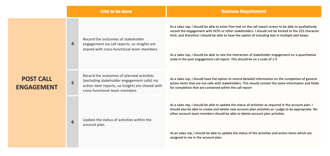 Jobs to be done
Business Requirement
POST CALL
ENGAGEMENT
4
Record the outcomes of stakeholder
engagement via call reports, so insights are
shared with cross-functional team members
As a sales rep, I should be able to enter free text on the call report screen to be able to qualitatively
record the engagement with HCPs or other stakeholders. I should not be limited to the 255 character
limit, and therefore I should be able to have the option of including text in multiple text boxes
As a sales rep, I should be able to rate the interaction of stakeholder engagement on a quantitative
scale in the post engagement call report. This should be on a scale of 1-5
5
Record the outcomes of planned activities
(excluding stakeholder engagement calls) via
action item reports, so insights are shared with
cross-functional team members
As a sales rep, I should have the option to record detailed information on the completion of general
action items that are not calls with stakeholders. This should contain the same information and fields
for completion that are contained within the call report
6
Update the status of activities within the
account plan
As a sales rep, I should be able to update the status of activities as required in the account plan. I
should also be able to create and delete new account plan activities as I judge to be appropriate. No
other account team members should be able to delete account plan activities
As an sales rep, I should be able to update the status of the activities and action items which are
assigned to me in the account plan